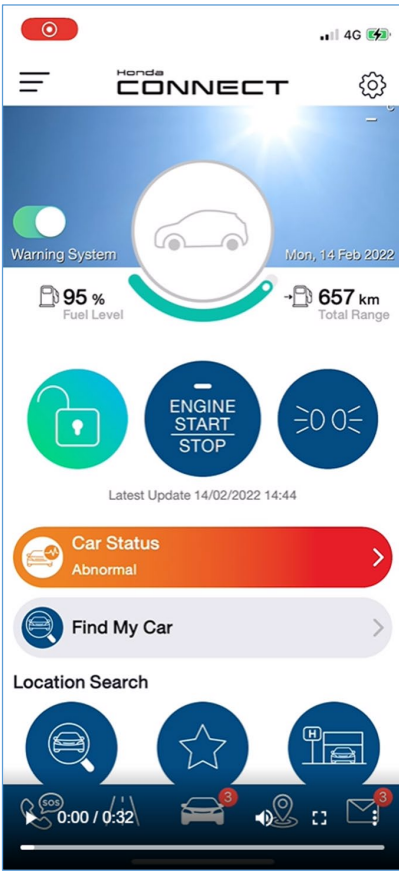 4G
Honda
CONNECT
Warning System
Mon, 14 Feb 2022
95 %
Fuel Level
657 km
Total Range
ENGINE
START
STOP
Latest Update 14/02/2022 14:44
Car Status
Abnormal
Find My Car
Location Search
H
SOS
3
3
0:00 / 0:32